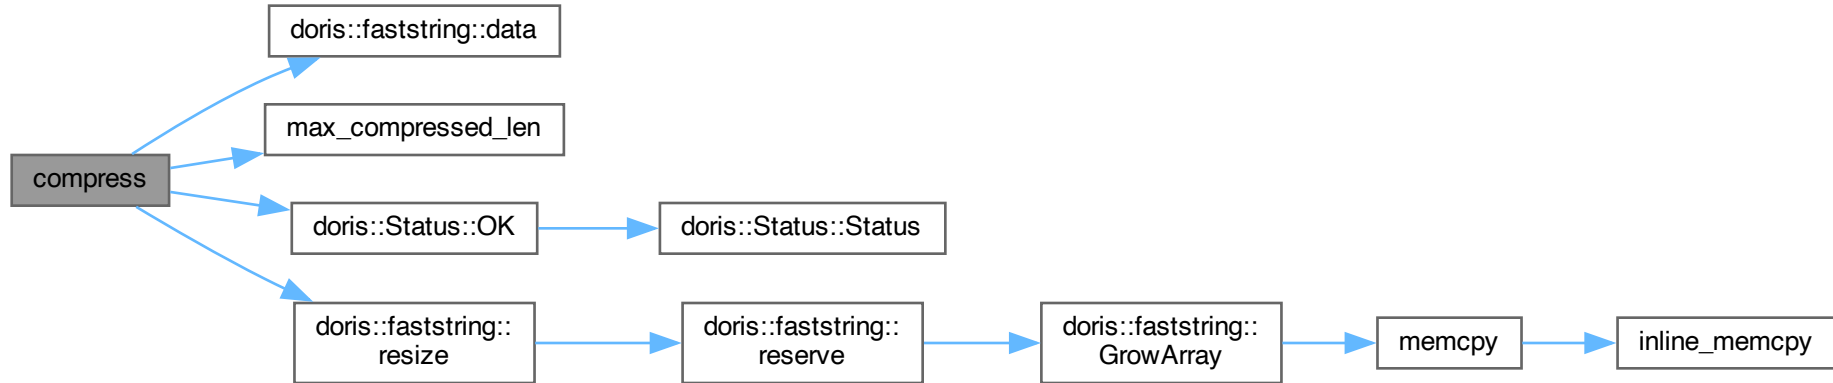 doris::faststring::data
max_compressed_len
compress
doris::Status::OK
doris::Status::Status
doris::faststring::
resize
doris::faststring::
reserve
doris::faststring::
GrowArray
memcpy
inline_memcpy